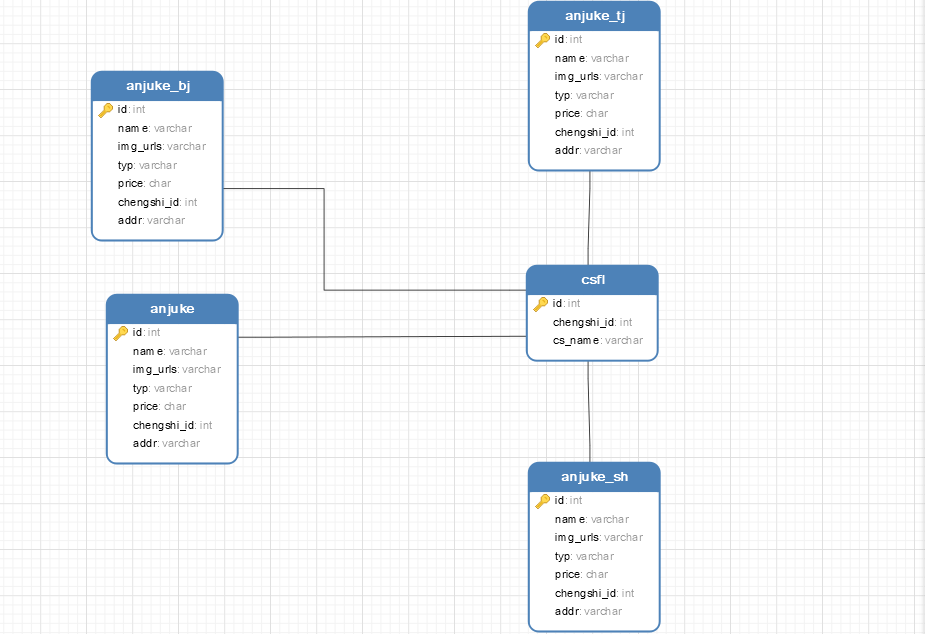 anjuke_tj
id: int
name: varchar
img_urls: varchar
typ: varchar
price: char
chengshi_id: int
addr: varchar
anjuke_bj
id: int
name: varchar
img_urls: varchar
typ: varchar
price: char
chengshi_id: int
addr: varchar
csfl
id: int
chengshi_id: int
cs_name: varchar
anjuke
id: int
name: varchar
img_urls: varchar
typ: varchar
price: char
chengshi_id: int
addr: varchar
anjuke_sh
id: int
name: varchar
img_urls: varchar
typ: varchar
price: char
chengshi_id: int
addr: varchar